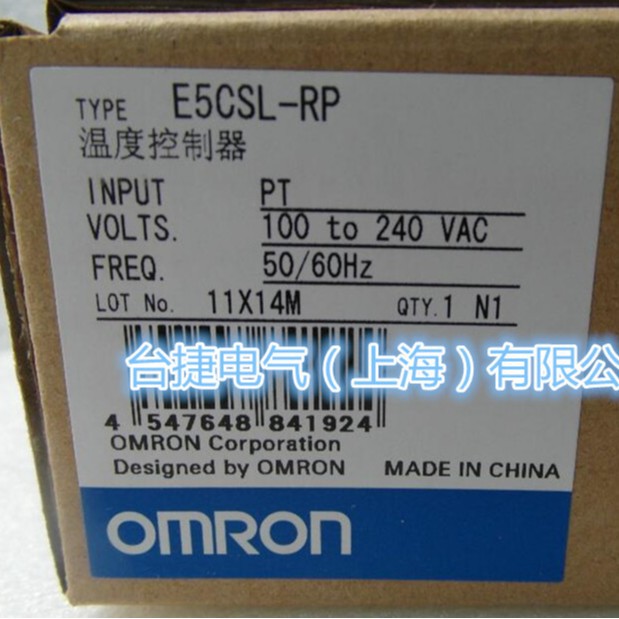 TYPE E5CSL-RP
温度控制器
INPUT PT
VOLTS. 100 to 240 VAC
FREQ. 50/60Hz
LOT No. 11X14M QTY.1 N1
台捷电气(上海)有限公
4 547648 841924
OMRON Corporation
Designed by OMRON MADE IN CHINA
OMRON